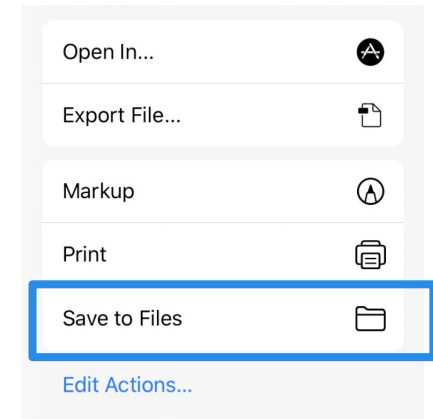 Open In...
Export File...
Markup
Print
Save to Files
Edit Actions...